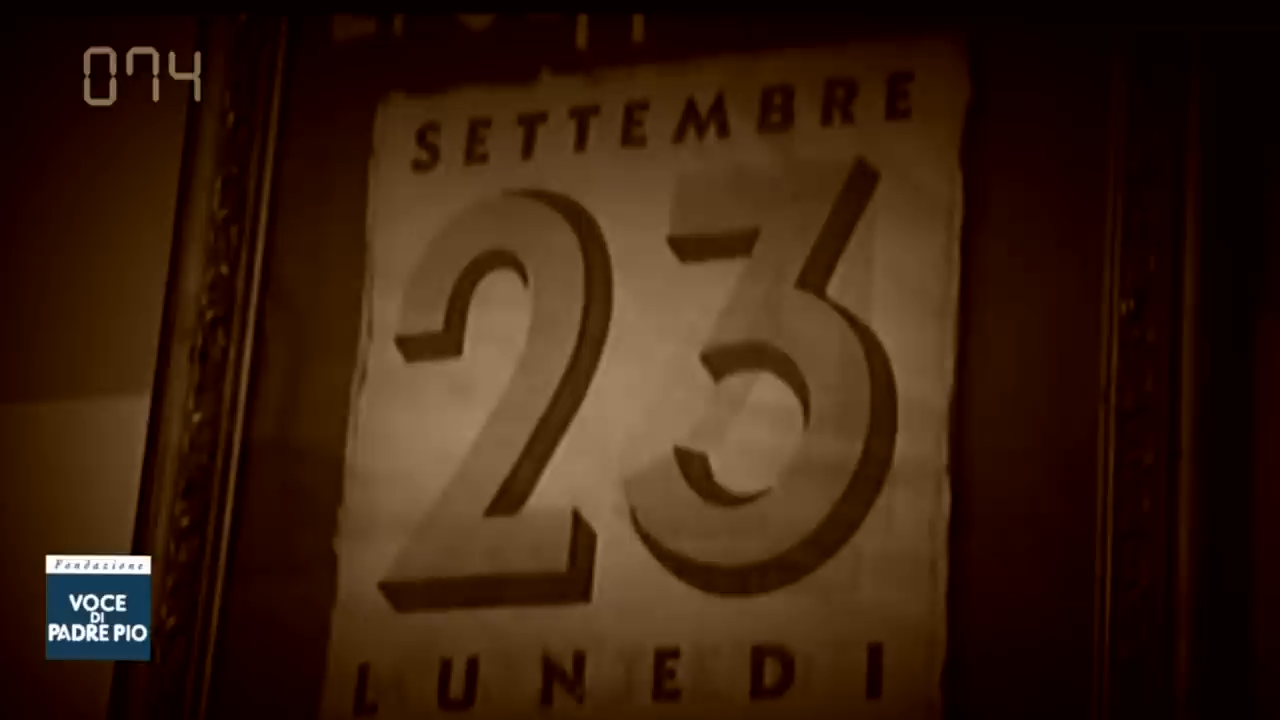 074
SETTEMBRE
23
LUNEDI
Fondazione
VOCE
DI
PADRE PIO